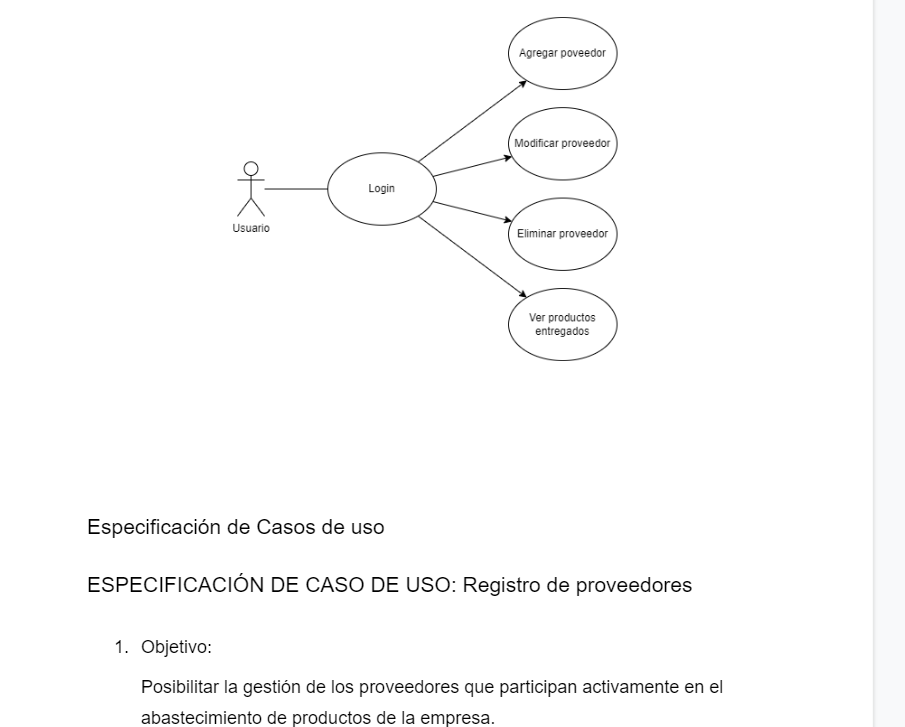 Agregar poveedor
Modificar proveedor
Login
Usuario
Eliminar proveedor
Ver productos
entregados
Especificación de Casos de uso
ESPECIFICACIÓN DE CASO DE USO: Registro de proveedores
1. Objetivo:
Posibilitar la gestión de los proveedores que participan activamente en el
abastecimiento de productos de la empresa.